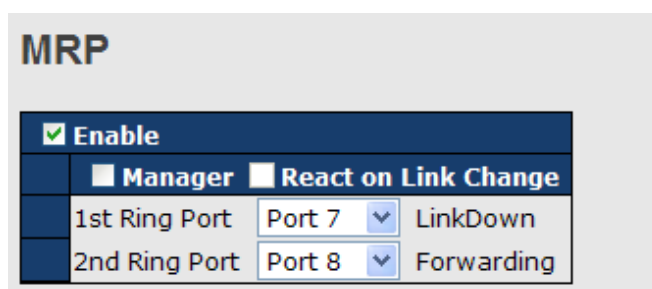 MRP
Enable
Manager React on Link Change
1st Ring Port Port 7 LinkDown
2nd Ring Port Port 8 Forwarding